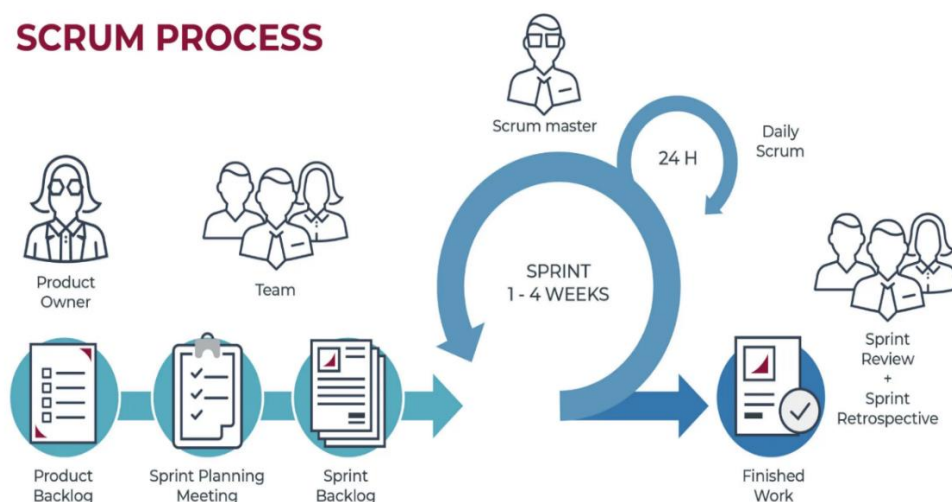 SCRUM PROCESS
Scrum master
24 H
Daily
Scrum
Product
Owner
Team
SPRINT
1 - 4 WEEKS
Sprint
Review
+
Sprint
Retrospective
Product
Backlog
Sprint Planning
Meeting
Sprint
Backlog
Finished
Work